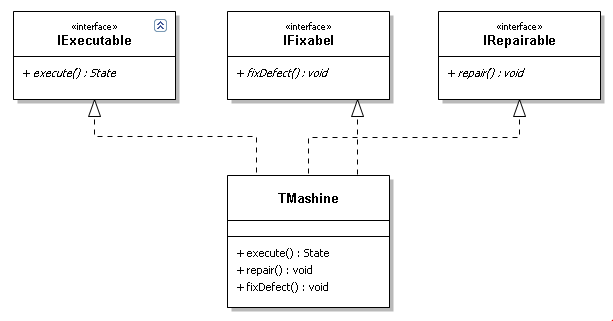 «interface»
IExecutable
+ execute() : State
«interface»
IFixabel
+ fixDefect() : void
«interface»
IRepairable
+ repair() : void
TMashine
+ execute() : State
+ repair() : void
+ fixDefect() : void